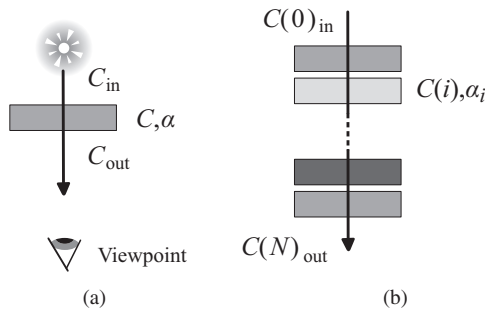 C_in
C,α
C_out
Viewpoint
(a)
C(0)_in
C(i),α_i
C(N)_out
(b)